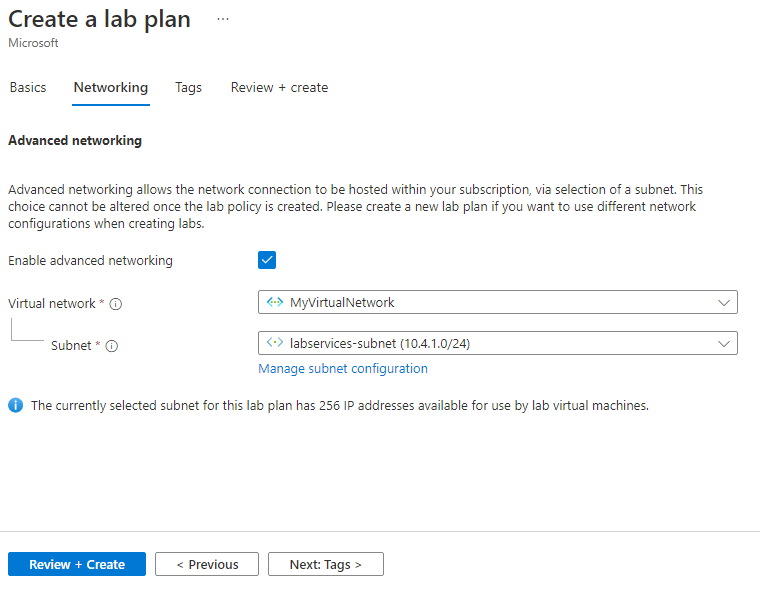 Create a lab plan ...
Microsoft
Basics Networking Tags Review + create
Advanced networking
Advanced networking allows the network connection to be hosted within your subscription, via selection of a subnet. This
choice cannot be altered once the lab policy is created. Please create a new lab plan if you want to use different network
configurations when creating labs.
Enable advanced networking
Virtual network * MyVirtualNetwork
Subnet * labservices-subnet (10.4.1.0/24)
Manage subnet configuration
The currently selected subnet for this lab plan has 256 IP addresses available for use by lab virtual machines.
Review + Create < Previous Next: Tags >